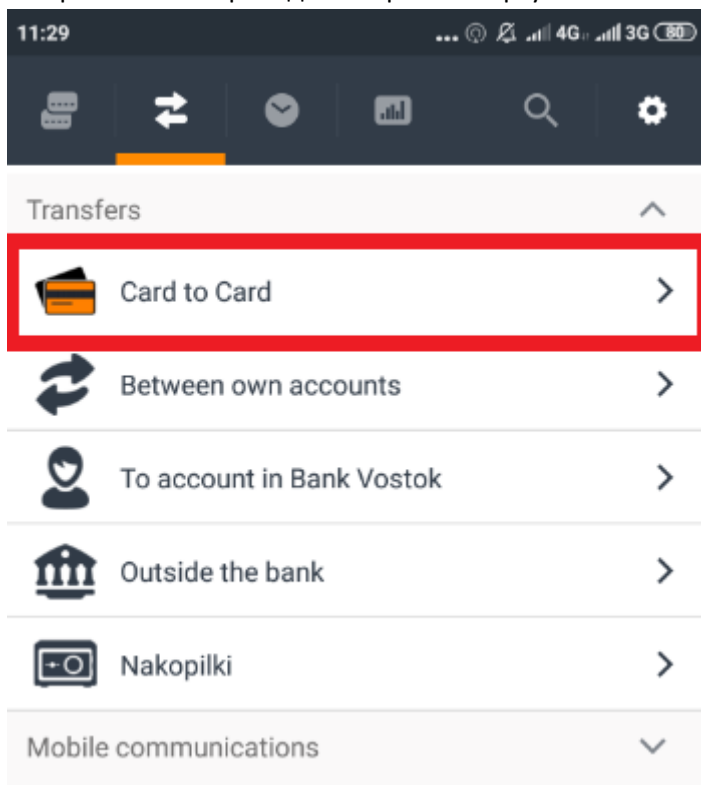 11:29 ... 4G 3G 80
Transfers
Card to Card
Between own accounts
To account in Bank Vostok
Outside the bank
Nakopilki
Mobile communications